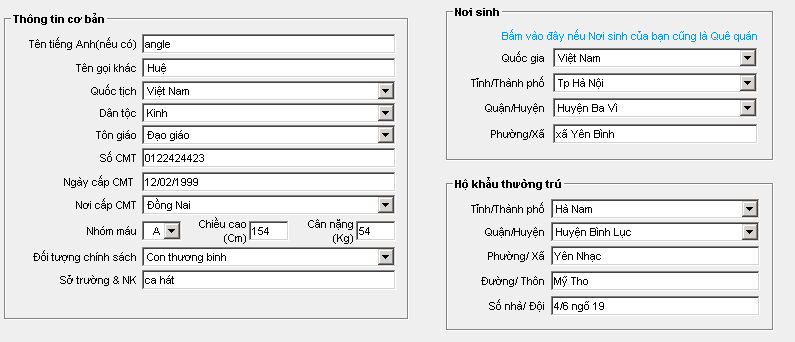 Thông tin cơ bản
Tên tiếng Anh(nếu có) angle
Tên gọi khác Huệ
Quốc tịch Việt Nam
Dân tộc Kinh
Tôn giáo Đạo giáo
Số CMT 0122424423
Ngày cấp CMT 12/02/1999
Nơi cấp CMT Đồng Nai
Nhóm máu A Chiều cao (Cm) 154 Cân nặng (Kg) 54
Đối tượng chính sách Con thương binh
Sở trường & NK ca hát
Nơi sinh
Bấm vào đây nếu Nơi sinh của bạn cũng là Quê quán
Quốc gia Việt Nam
Tỉnh/Thành phố Tp Hà Nội
Quận/Huyện Huyện Ba Vì
Phường/Xã xã Yên Bình
Hộ khẩu thường trú
Tỉnh/Thành phố Hà Nam
Quận/Huyện Huyện Bình Lục
Phường/ Xã Yên Nhạc
Đường/ Thôn Mỹ Tho
Số nhà/ Đội 4/6 ngõ 19